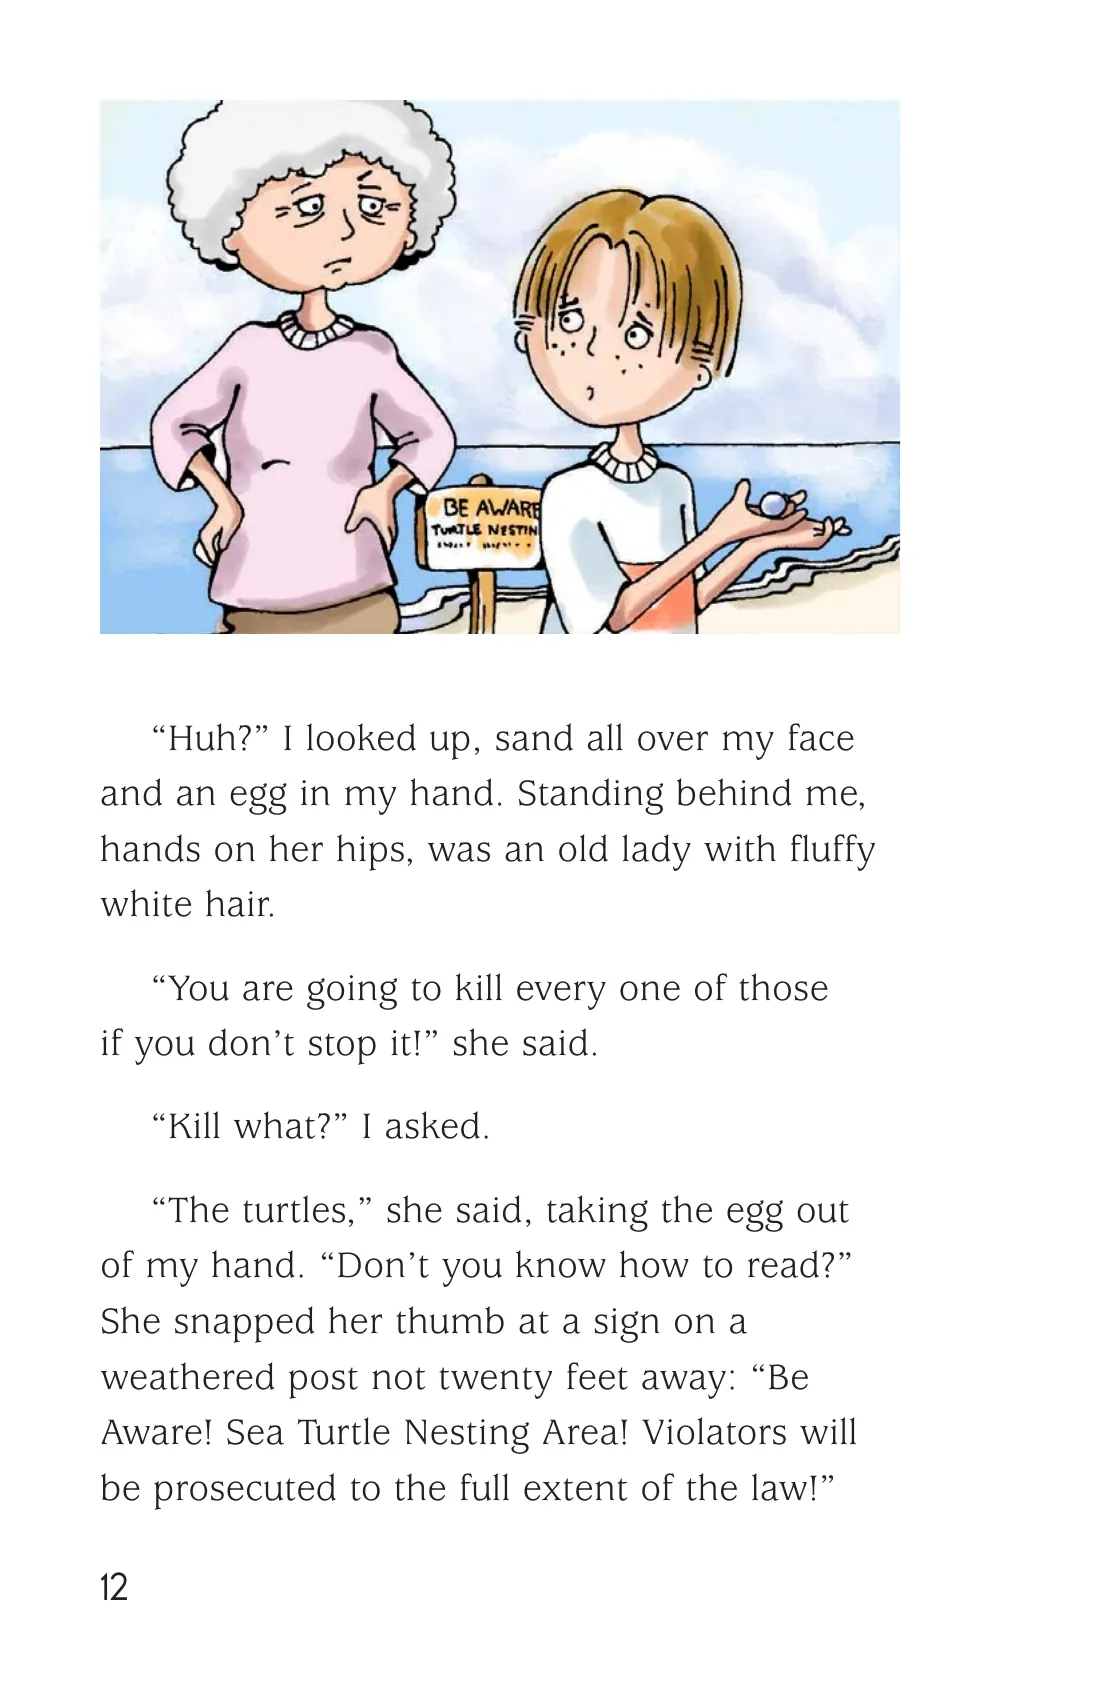 BE AWARE
TURTLE NESTIN
“Huh?” I looked up, sand all over my face
and an egg in my hand. Standing behind me,
hands on her hips, was an old lady with fluffy
white hair.
“You are going to kill every one of those
if you don’t stop it!” she said.
“Kill what?” I asked.
“The turtles,” she said, taking the egg out
of my hand. “Don’t you know how to read?”
She snapped her thumb at a sign on a
weathered post not twenty feet away: “Be
Aware! Sea Turtle Nesting Area! Violators will
be prosecuted to the full extent of the law!”
12